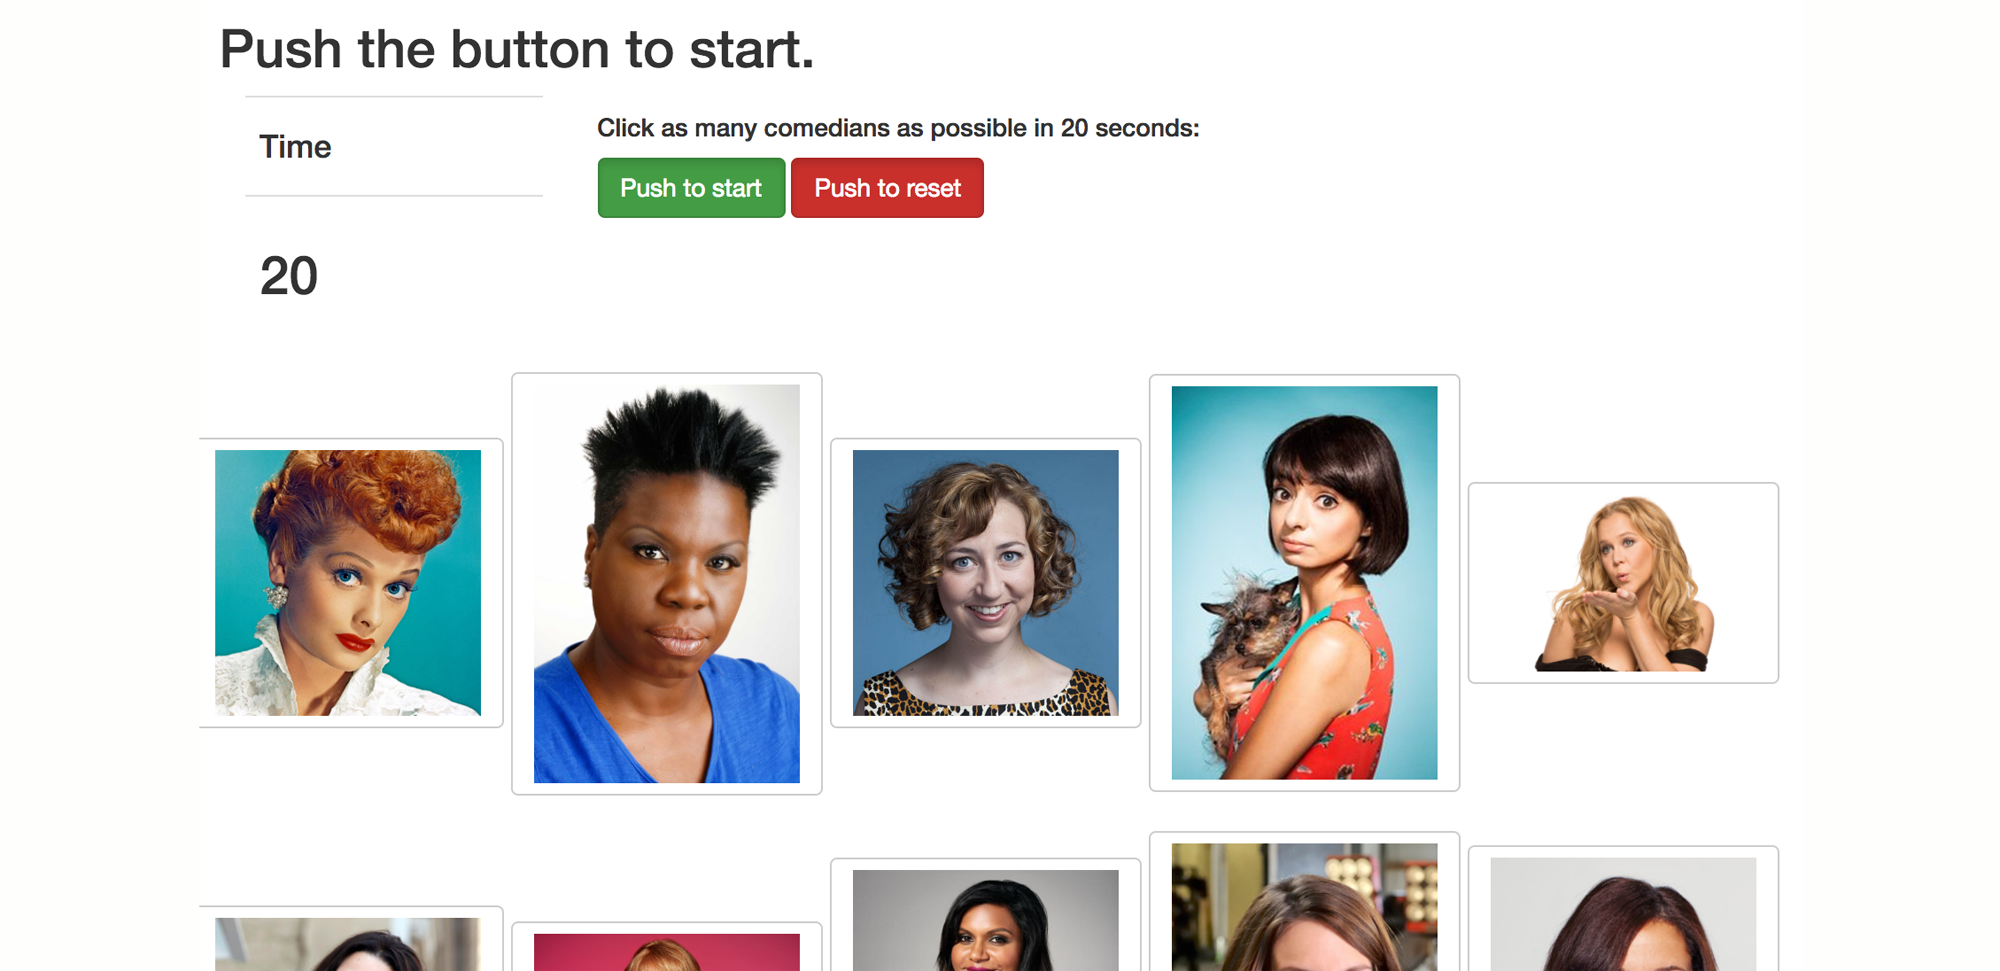 Push the button to start.
Time
Click as many comedians as possible in 20 seconds:
Push to start
Push to reset
20